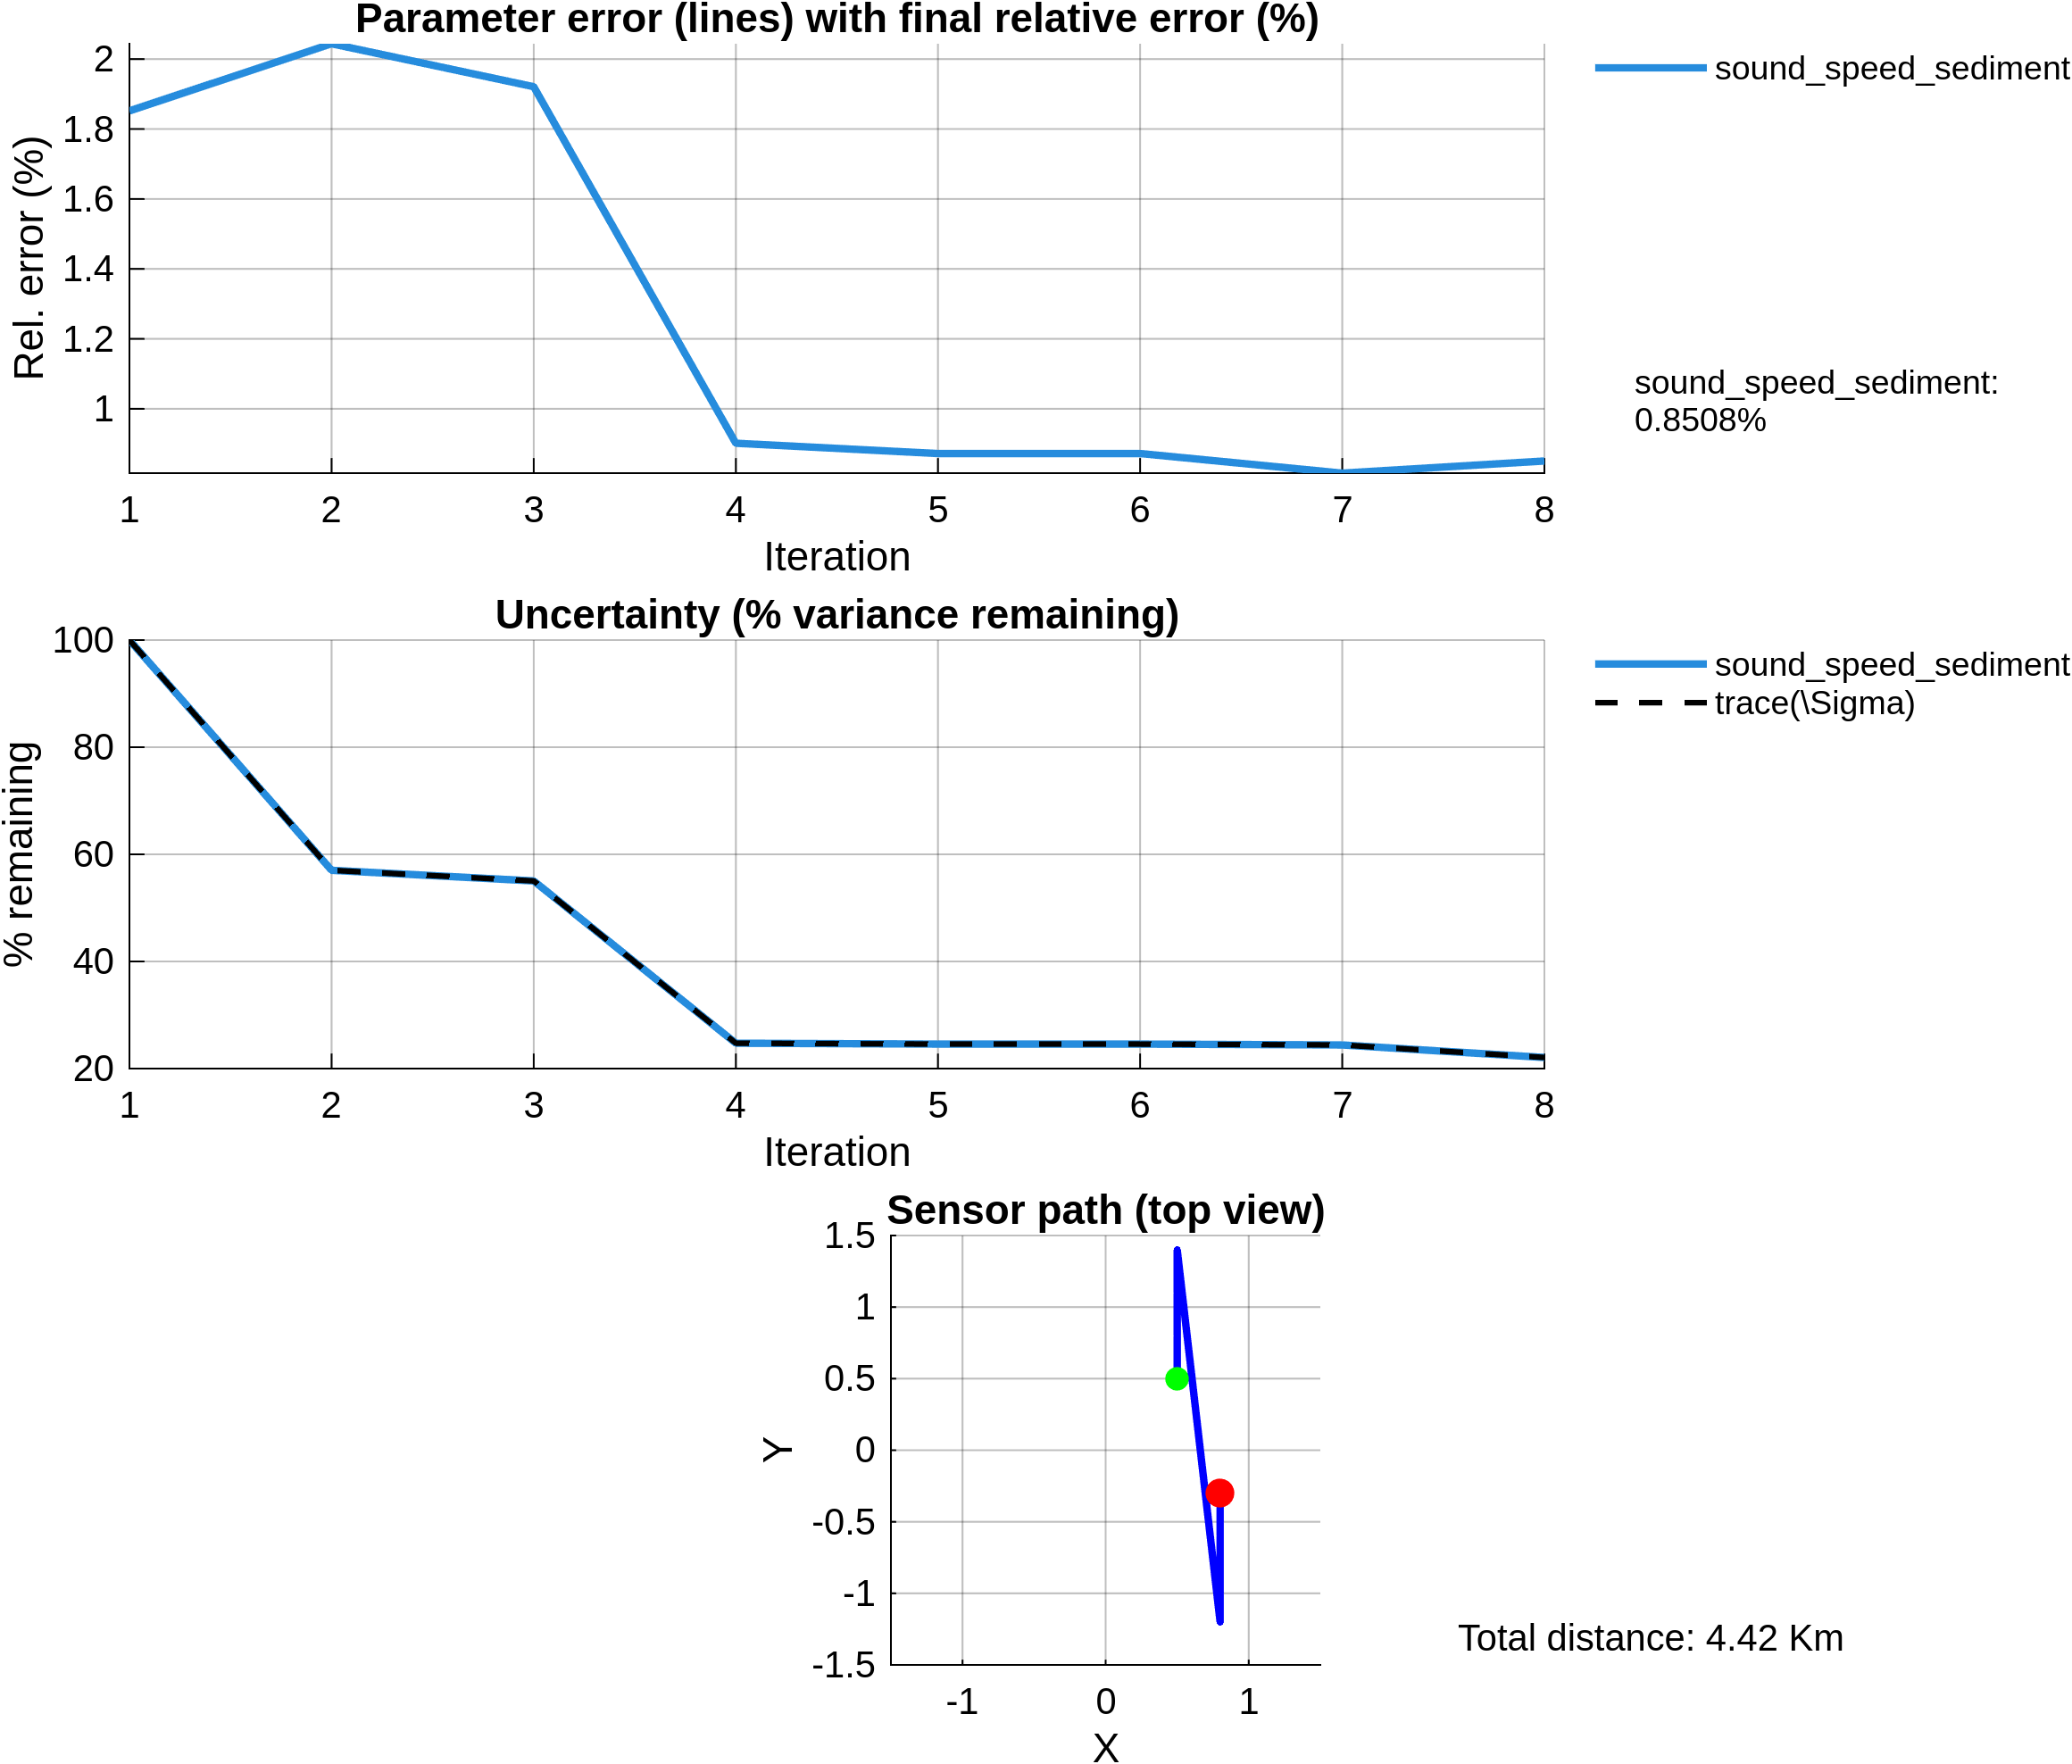 Parameter error (lines) with final relative error (%)
Rel. error (%)
2
1.8
1.6
1.4
1.2
1
1 2 3 4 5 6 7 8
Iteration
sound_speed_sediment
sound_speed_sediment:
0.8508%
Uncertainty (% variance remaining)
% remaining
100
80
60
40
20
1 2 3 4 5 6 7 8
Iteration
sound_speed_sediment
trace(\Sigma)
Sensor path (top view)
Y
1.5
1
0.5
0
-0.5
-1
-1.5
-1 0 1
X
Total distance: 4.42 Km